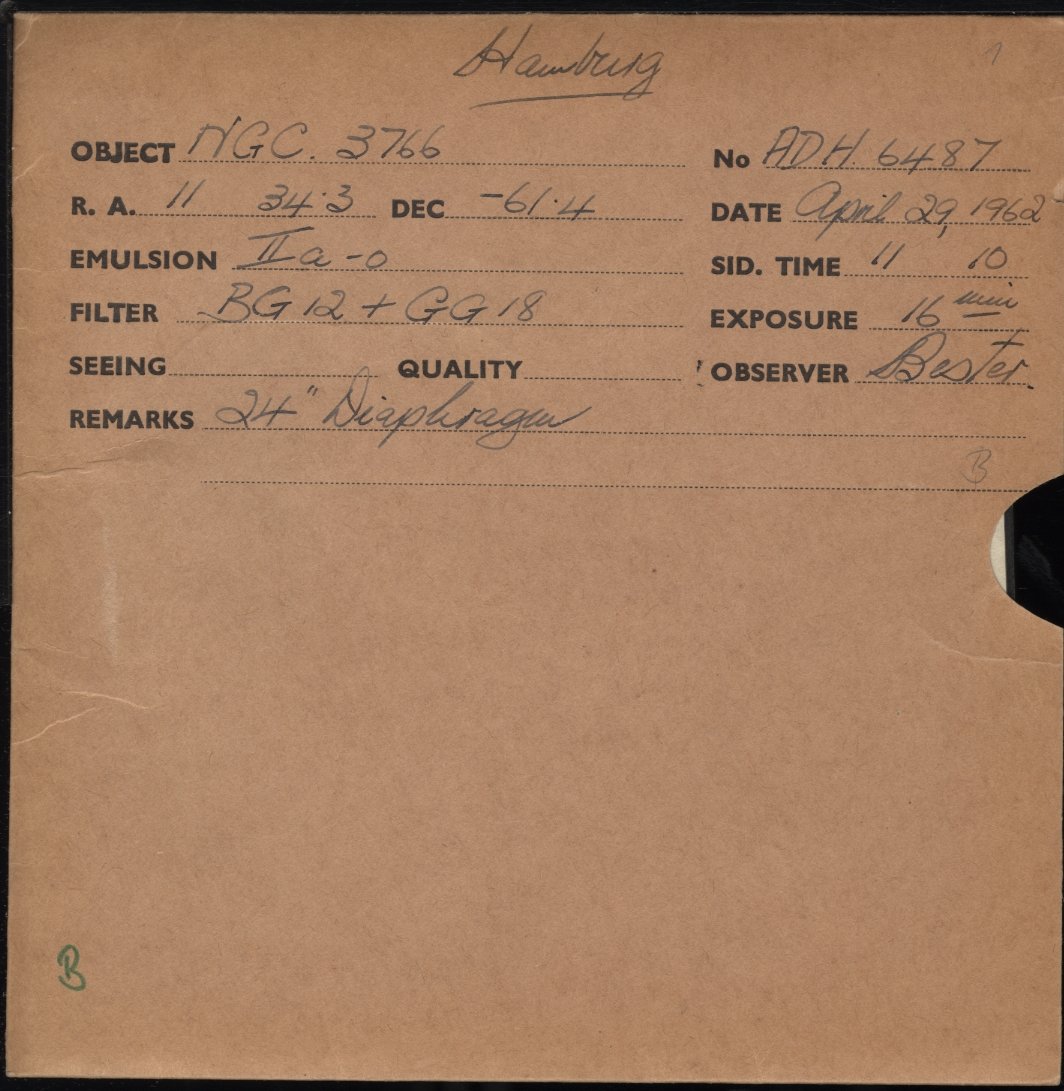 Hamburg 1
OBJECT NGC. 3766 No ADH 6487
R. A. 11 34.3 DEC -61.4 DATE April 29, 1962
EMULSION IIa-o SID. TIME 11 10
FILTER BG 12 + GG 18 EXPOSURE 16 min
SEEING QUALITY OBSERVER Bester.
REMARKS 24" Diaphragm
B
B